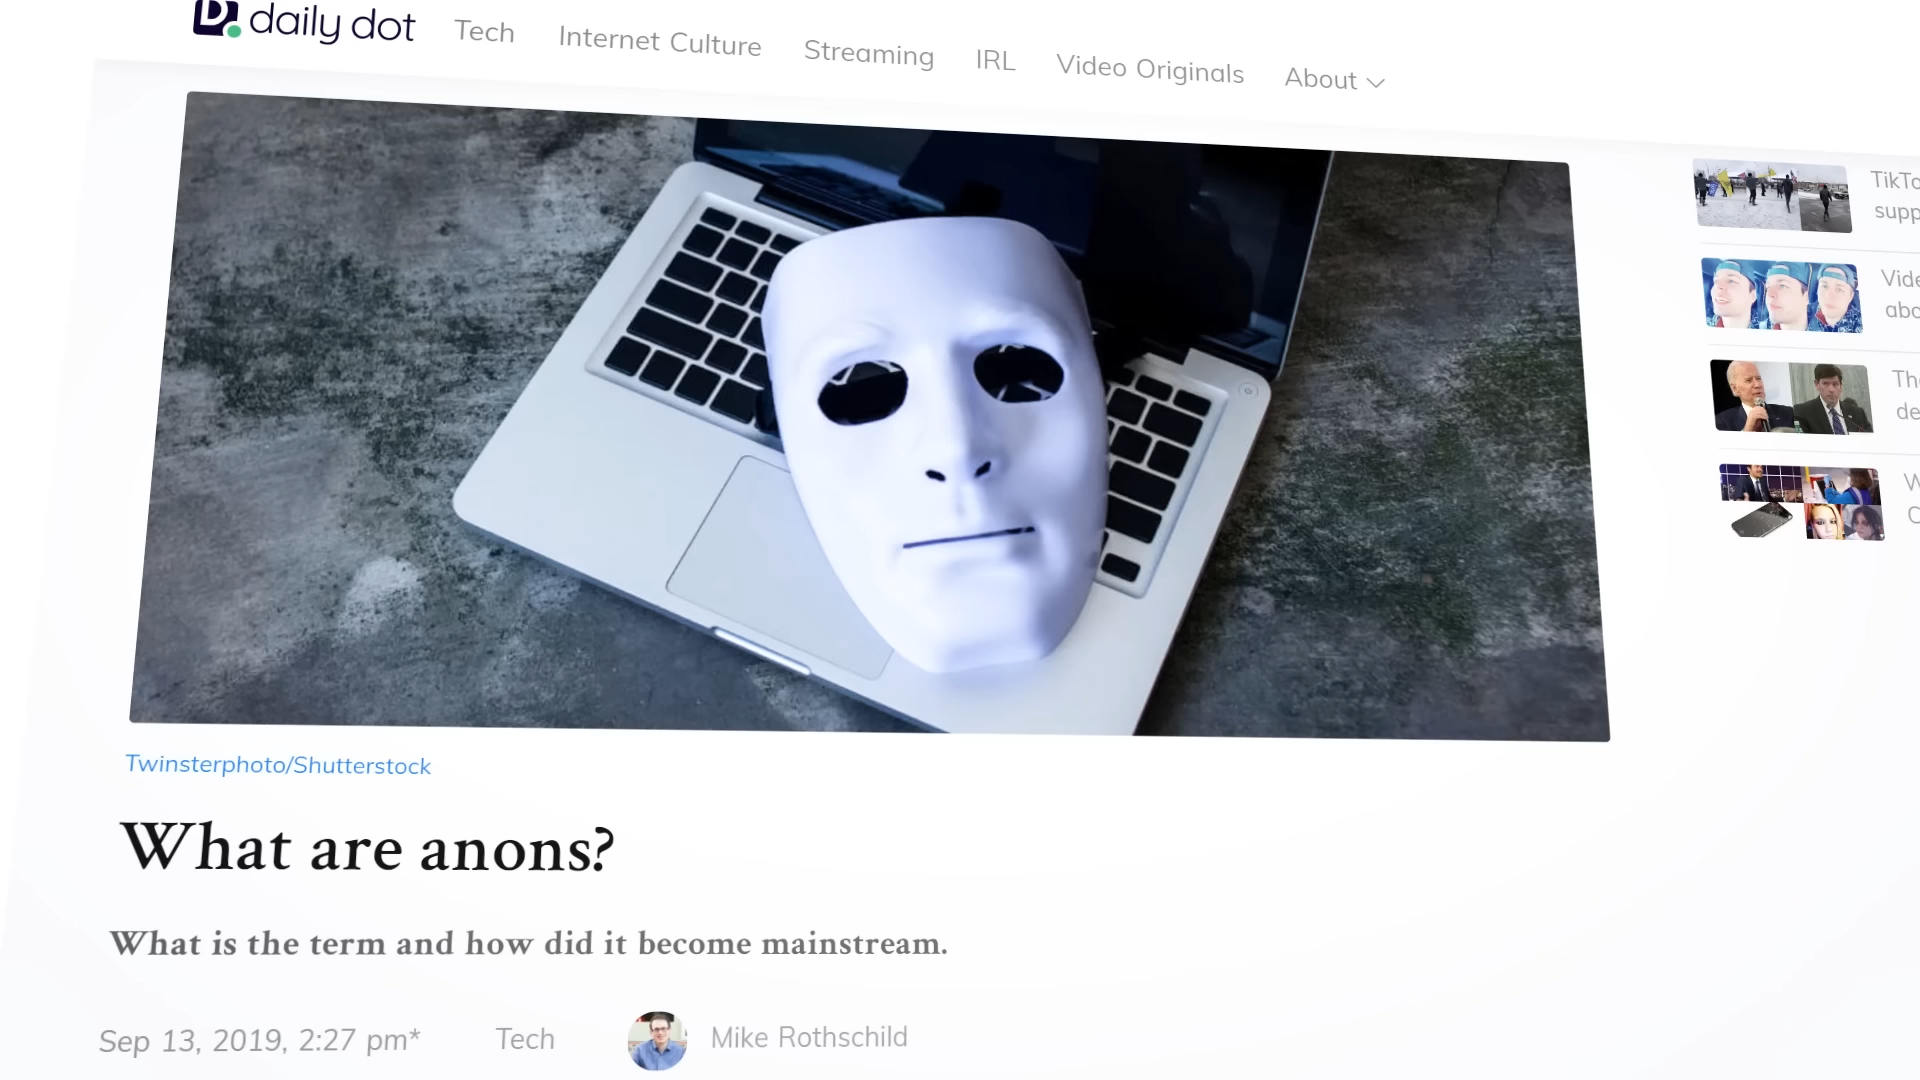 daily dot
Tech
Internet Culture
Streaming
IRL
Video Originals
About
Twinsterphoto/Shutterstock
What are anons?
What is the term and how did it become mainstream.
Sep 13, 2019, 2:27 pm*
Tech
Mike Rothschild